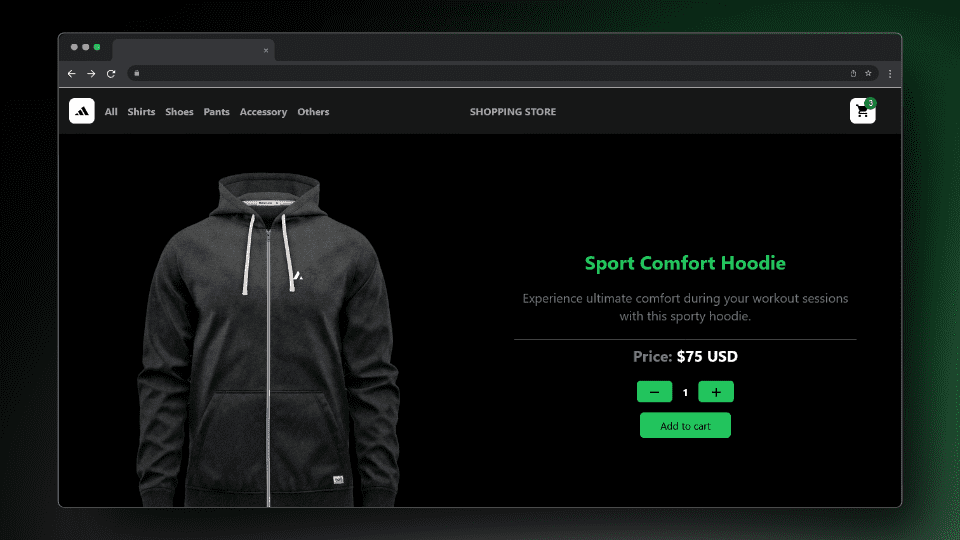 All Shirts Shoes Pants Accessory Others SHOPPING STORE 3
Sport Comfort Hoodie
Experience ultimate comfort during your workout sessions
with this sporty hoodie.
Price: $75 USD
− 1 +
Add to cart